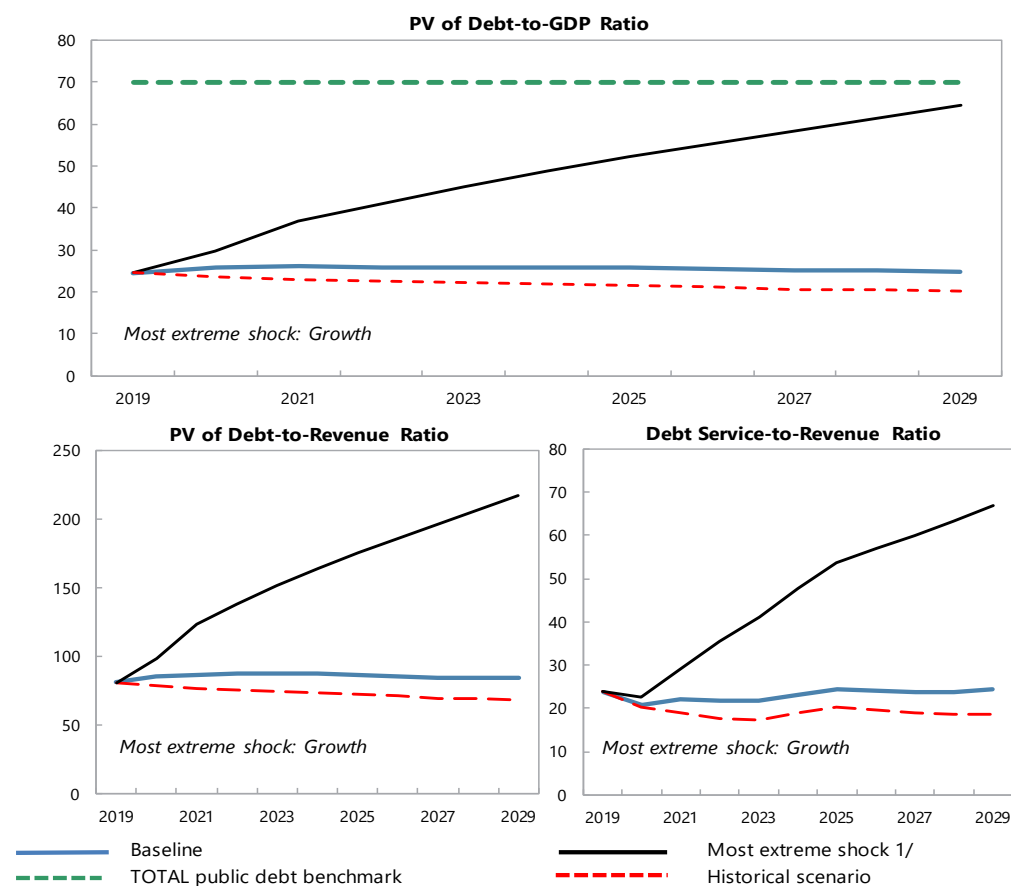 PV of Debt-to-GDP Ratio
80
70
60
50
40
30
20
10
0
Most extreme shock: Growth
2019 2021 2023 2025 2027 2029
PV of Debt-to-Revenue Ratio
250
200
150
100
50
0
Most extreme shock: Growth
2019 2021 2023 2025 2027 2029
Debt Service-to-Revenue Ratio
80
70
60
50
40
30
20
10
0
Most extreme shock: Growth
2019 2021 2023 2025 2027 2029
Baseline Most extreme shock 1/
TOTAL public debt benchmark Historical scenario